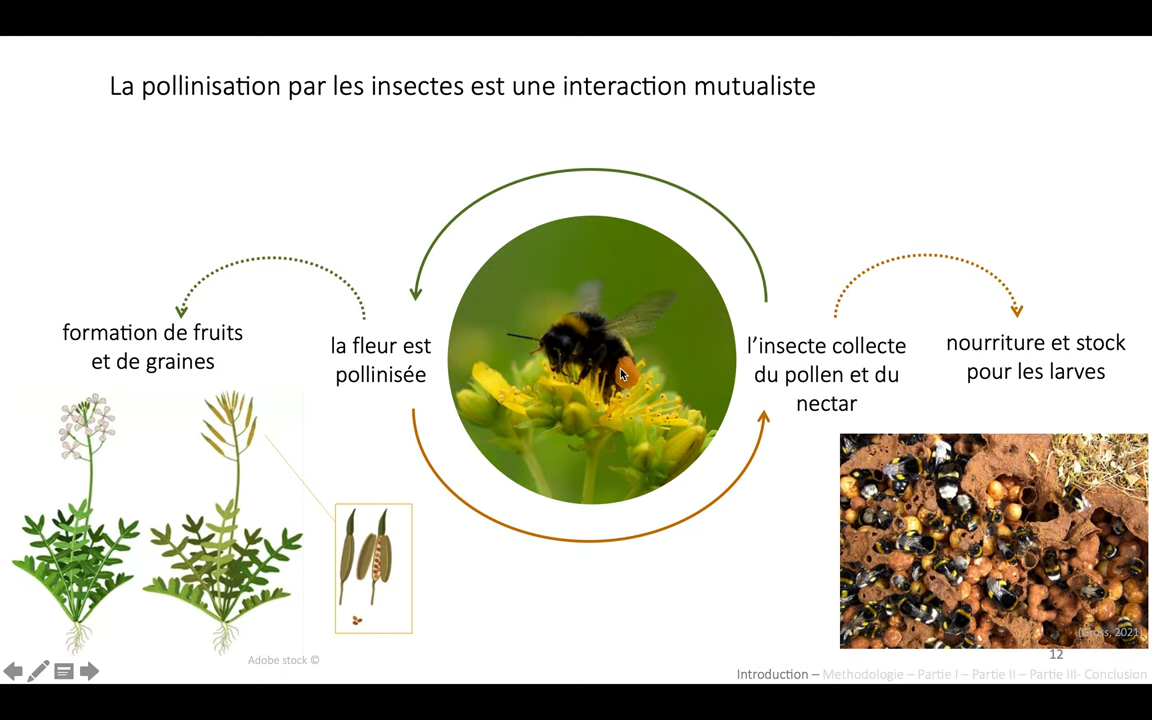 La pollinisation par les insectes est une interaction mutualiste
formation de fruits
et de graines
la fleur est
pollinisée
l’insecte collecte
du pollen et du
nectar
nourriture et stock
pour les larves
(Gross, 2021)
Adobe stock ©
12
Introduction – Methodologie – Partie I – Partie II – Partie III- Conclusion